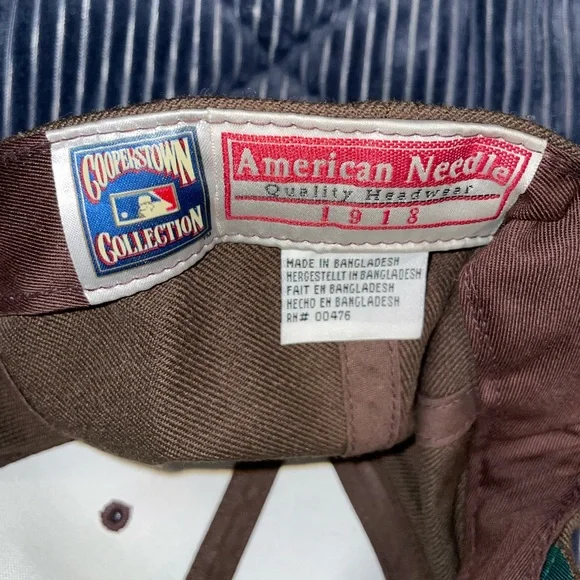 COOPERSTOWN
COLLECTION
American Needle
Quality Headwear
1918
MADE IN BANGLADESH
HERGESTELLT IN BANGLADESH
FAIT EN BANGLADESH
HECHO EN BANGLADESH
RN# 00476